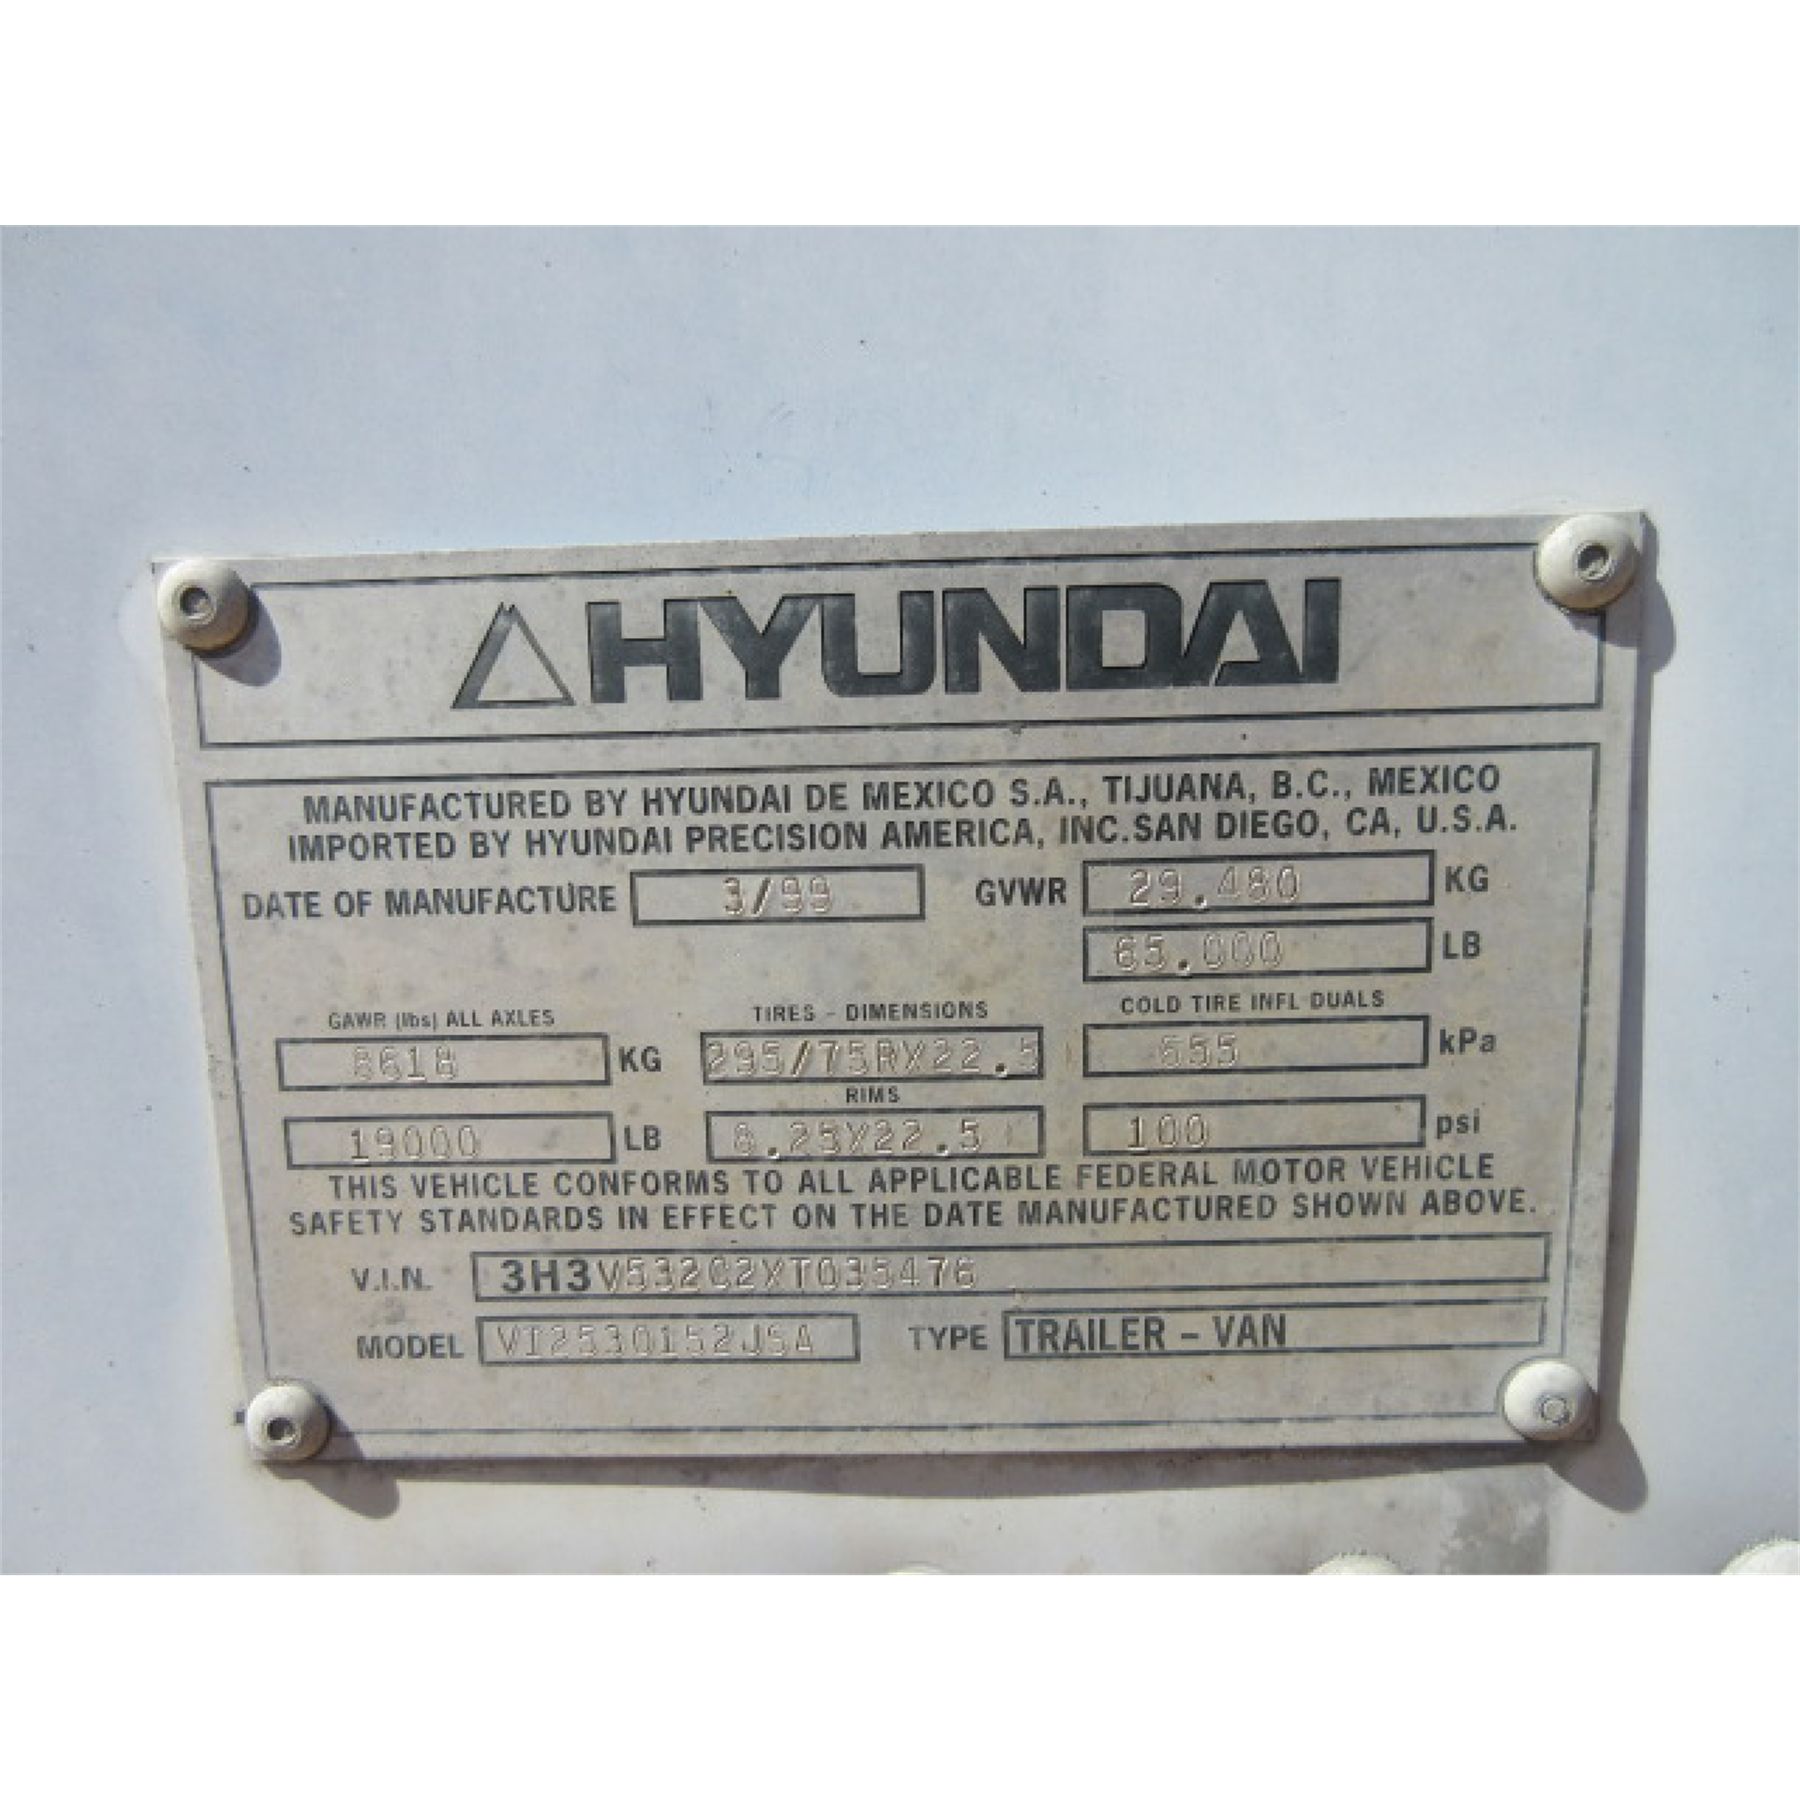 HYUNDAI
MANUFACTURED BY HYUNDAI DE MEXICO S.A., TIJUANA, B.C., MEXICO
IMPORTED BY HYUNDAI PRECISION AMERICA, INC.SAN DIEGO, CA, U.S.A.
DATE OF MANUFACTURE 3/99 GVWR 29.480 KG
65.000 LB
GAWR (lbs) ALL AXLES TIRES - DIMENSIONS COLD TIRE INFL DUALS
8618 KG 295/75RX22.5 655 kPa
RIMS
19000 LB 8.25X22.5 100 psi
THIS VEHICLE CONFORMS TO ALL APPLICABLE FEDERAL MOTOR VEHICLE
SAFETY STANDARDS IN EFFECT ON THE DATE MANUFACTURED SHOWN ABOVE.
V.I.N. 3H3V532C2XT035476
MODEL VI2530152JSA TYPE TRAILER - VAN